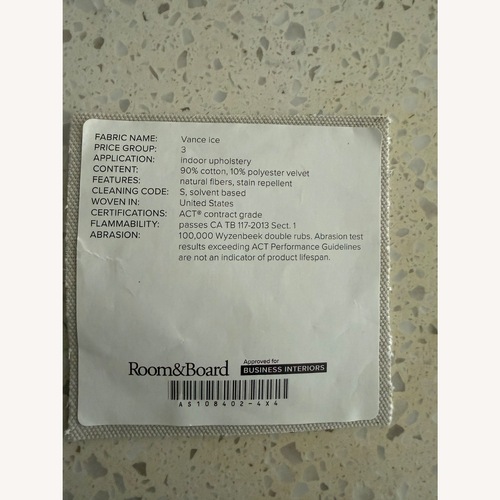 FABRIC NAME: Vance ice
PRICE GROUP: 3
APPLICATION: indoor upholstery
CONTENT: 90% cotton, 10% polyester velvet
FEATURES: natural fibers, stain repellent
CLEANING CODE: S, solvent based
WOVEN IN: United States
CERTIFICATIONS: ACT® contract grade
FLAMMABILITY: passes CA TB 117-2013 Sect. 1
ABRASION: 100,000 Wyzenbeek double rubs. Abrasion test
results exceeding ACT Performance Guidelines
are not an indicator of product lifespan.
Room&Board
Approved for
BUSINESS INTERIORS
AS108402-4X4